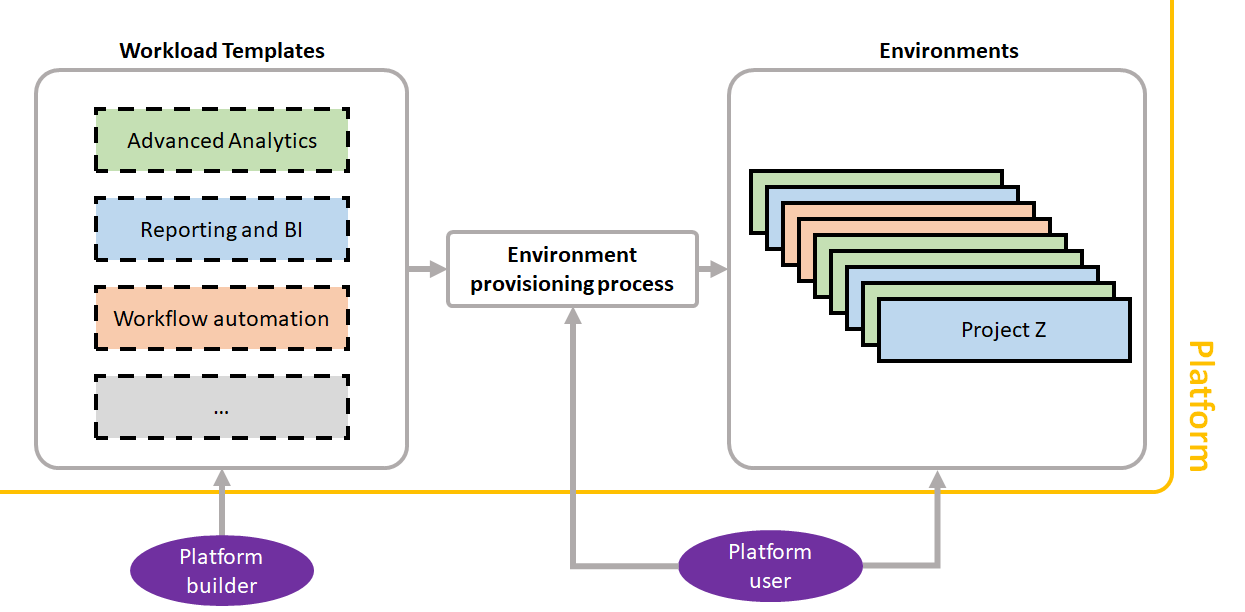 Workload Templates
Environments
Advanced Analytics
Reporting and BI
Workflow automation
...
Environment
provisioning process
Project Z
Platform
Platform
builder
Platform
user